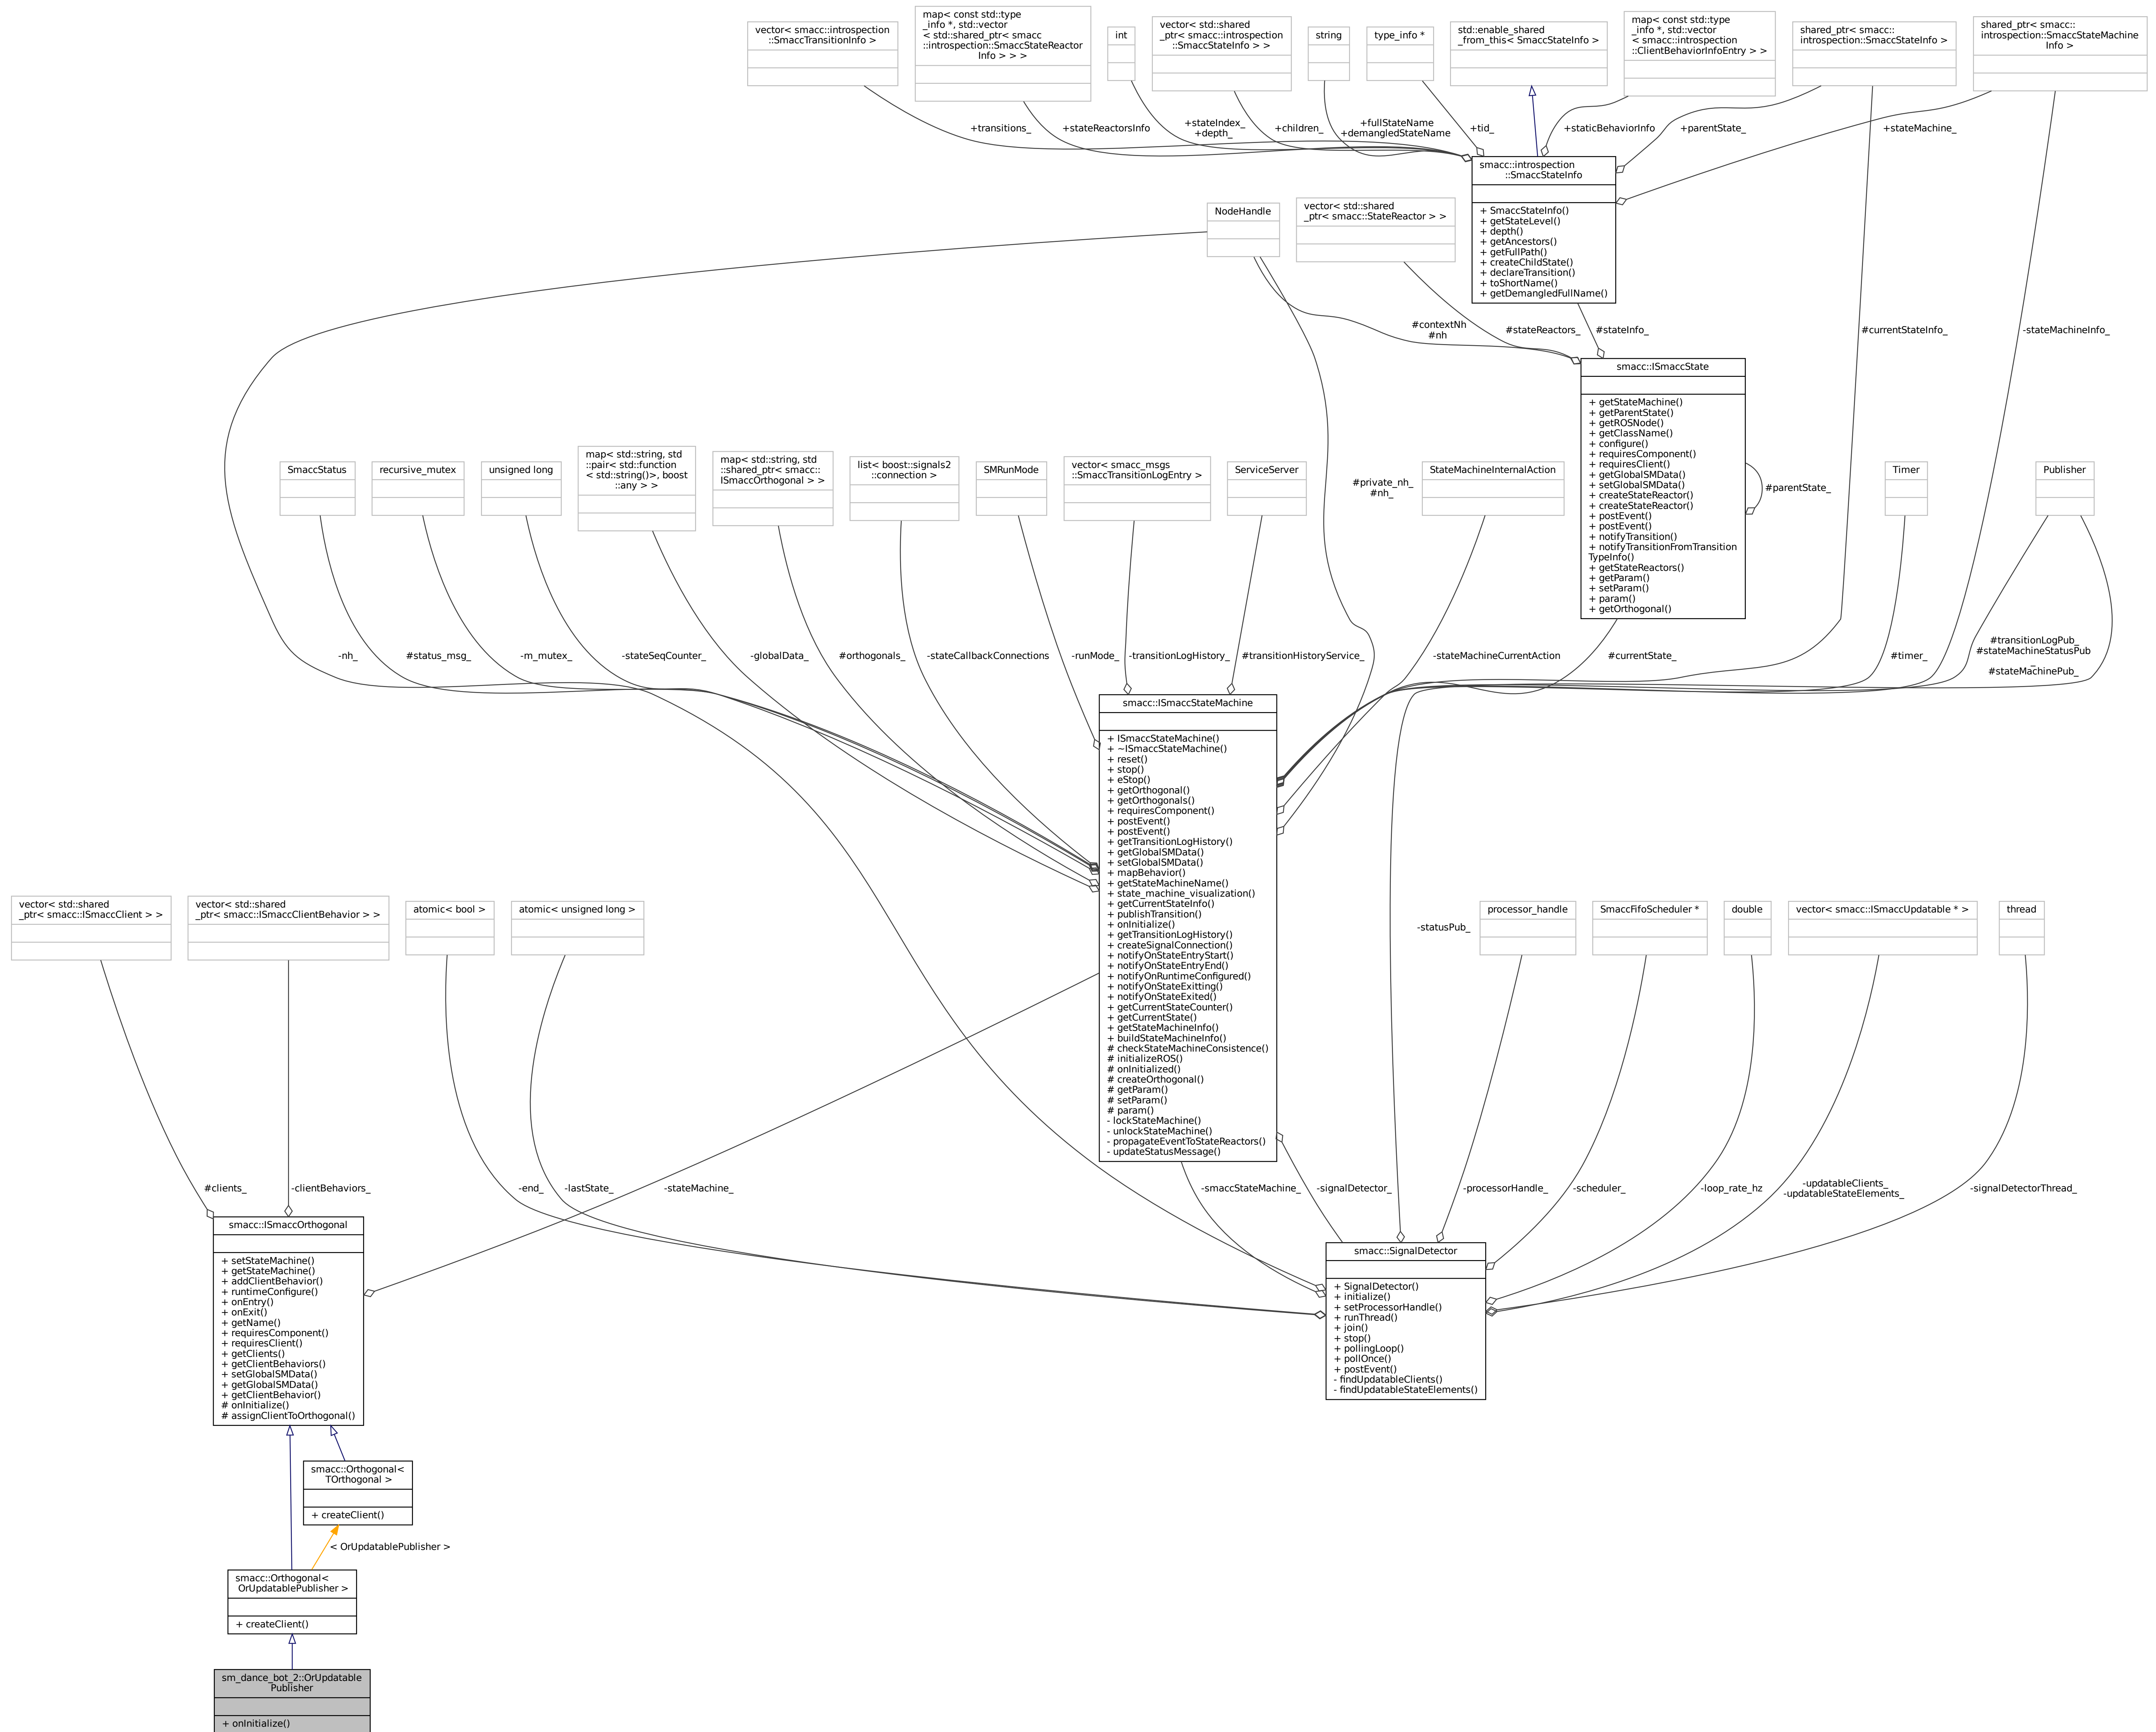 vector< smacc::introspection
::SmaccTransitionInfo >
map< const std::type
_info *, std::vector
< std::shared_ptr< smacc
::introspection::SmaccStateReactor
Info > > >
int
vector< std::shared
_ptr< smacc::introspection
::SmaccStateInfo > >
string
type_info *
std::enable_shared
_from_this< SmaccStateInfo >
map< const std::type
_info *, std::vector
< smacc::introspection
::ClientBehaviorInfoEntry > >
shared_ptr< smacc::
introspection::SmaccStateInfo >
shared_ptr< smacc::
introspection::SmaccStateMachine
Info >
+transitions_
+stateReactorsInfo
+stateIndex_
+depth_
+children_
+fullStateName
+demangledStateName
+tid_
+staticBehaviorInfo
+parentState_
+stateMachine_
smacc::introspection
::SmaccStateInfo
+ SmaccStateInfo()
+ getStateLevel()
+ depth()
+ getAncestors()
+ getFullPath()
+ createChildState()
+ declareTransition()
+ toShortName()
+ getDemangledFullName()
NodeHandle
vector< std::shared
_ptr< smacc::StateReactor > >
#contextNh
#nh
#stateReactors_
#stateInfo_
#currentStateInfo_
-stateMachineInfo_
smacc::ISmaccState
+ getStateMachine()
+ getParentState()
+ getROSNode()
+ getClassName()
+ configure()
+ requiresComponent()
+ requiresClient()
+ getGlobalSMData()
+ setGlobalSMData()
+ createStateReactor()
+ createStateReactor()
+ postEvent()
+ postEvent()
+ notifyTransition()
+ notifyTransitionFromTransition
TypeInfo()
+ getStateReactors()
+ getParam()
+ setParam()
+ param()
+ getOrthogonal()
#parentState_
SmaccStatus
recursive_mutex
unsigned long
map< std::string, std
::pair< std::function
< std::string()>, boost
::any > >
map< std::string, std
::shared_ptr< smacc::
ISmaccOrthogonal > >
list< boost::signals2
::connection >
SMRunMode
vector< smacc_msgs
::SmaccTransitionLogEntry >
ServiceServer
#private_nh_
#nh_
StateMachineInternalAction
Timer
Publisher
-nh_
#status_msg_
-m_mutex_
-stateSeqCounter_
-globalData_
#orthogonals_
-stateCallbackConnections
-runMode_
-transitionLogHistory_
#transitionHistoryService_
-stateMachineCurrentAction
#currentState_
#timer_
#transitionLogPub_
#stateMachineStatusPub
_
#stateMachinePub_
smacc::ISmaccStateMachine
+ ISmaccStateMachine()
+ ~ISmaccStateMachine()
+ reset()
+ stop()
+ eStop()
+ getOrthogonal()
+ getOrthogonals()
+ requiresComponent()
+ postEvent()
+ postEvent()
+ getTransitionLogHistory()
+ getGlobalSMData()
+ setGlobalSMData()
+ mapBehavior()
+ getStateMachineName()
+ state_machine_visualization()
+ getCurrentStateInfo()
+ publishTransition()
+ onInitialize()
+ getTransitionLogHistory()
+ createSignalConnection()
+ notifyOnStateEntryStart()
+ notifyOnStateEntryEnd()
+ notifyOnRuntimeConfigured()
+ notifyOnStateExitting()
+ notifyOnStateExited()
+ getCurrentStateCounter()
+ getCurrentState()
+ getStateMachineInfo()
+ buildStateMachineInfo()
# checkStateMachineConsistence()
# initializeROS()
# onInitialized()
# createOrthogonal()
# getParam()
# setParam()
# param()
- lockStateMachine()
- unlockStateMachine()
- propagateEventToStateReactors()
- updateStatusMessage()
vector< std::shared
_ptr< smacc::ISmaccClient > >
vector< std::shared
_ptr< smacc::ISmaccClientBehavior > >
atomic< bool >
atomic< unsigned long >
-statusPub_
processor_handle
SmaccFifoScheduler *
double
vector< smacc::ISmaccUpdatable * >
thread
#clients_
-clientBehaviors_
-end_
-lastState_
-stateMachine_
-smaccStateMachine_
-signalDetector_
-processorHandle_
-scheduler_
-loop_rate_hz
-updatableClients_
-updatableStateElements_
-signalDetectorThread_
smacc::ISmaccOrthogonal
+ setStateMachine()
+ getStateMachine()
+ addClientBehavior()
+ runtimeConfigure()
+ onEntry()
+ onExit()
+ getName()
+ requiresComponent()
+ requiresClient()
+ getClients()
+ getClientBehaviors()
+ setGlobalSMData()
+ getGlobalSMData()
+ getClientBehavior()
# onInitialize()
# assignClientToOrthogonal()
smacc::SignalDetector
+ SignalDetector()
+ initialize()
+ setProcessorHandle()
+ runThread()
+ join()
+ stop()
+ pollingLoop()
+ pollOnce()
+ postEvent()
- findUpdatableClients()
- findUpdatableStateElements()
smacc::Orthogonal<
TOrthogonal >
+ createClient()
< OrUpdatablePublisher >
smacc::Orthogonal<
OrUpdatablePublisher >
+ createClient()
sm_dance_bot_2::OrUpdatable
Publisher
+ onInitialize()